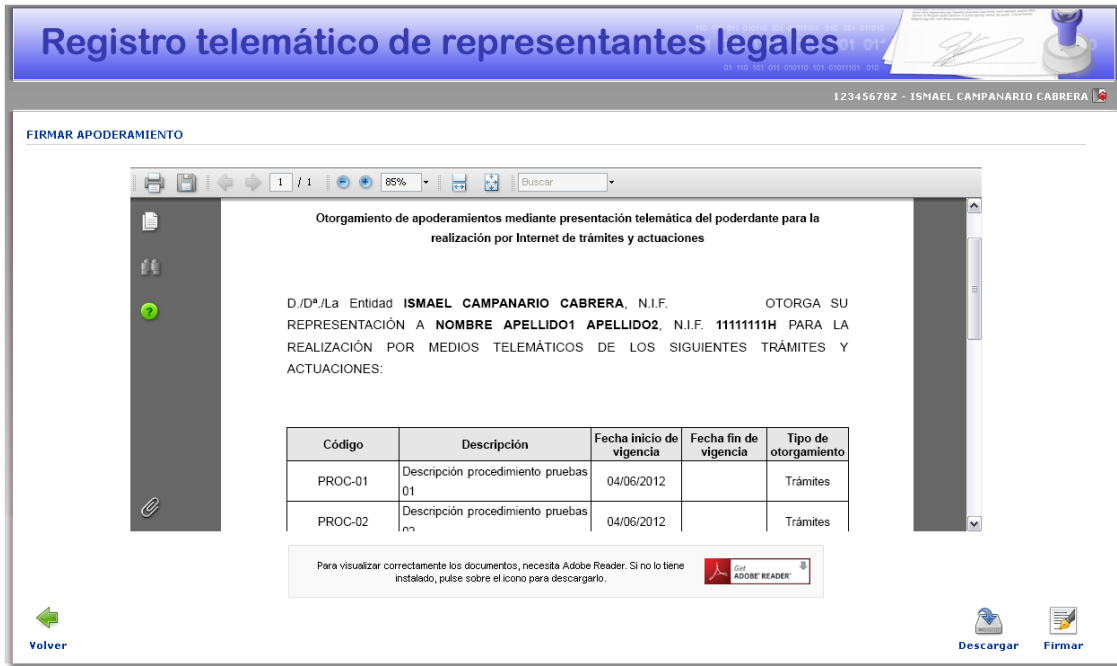 Registro telemático de representantes legales
12345678Z - ISMAEL CAMPANARIO CABRERA
FIRMAR APODERAMIENTO
1 / 1 85% Buscar
Otorgamiento de apoderamientos mediante presentación telemática del poderdante para la
realización por Internet de trámites y actuaciones
D./Dª./La Entidad ISMAEL CAMPANARIO CABRERA, N.I.F. OTORGA SU
REPRESENTACIÓN A NOMBRE APELLIDO1 APELLIDO2, N.I.F. 11111111H PARA LA
REALIZACIÓN POR MEDIOS TELEMÁTICOS DE LOS SIGUIENTES TRÁMITES Y
ACTUACIONES:
Código Descripción Fecha inicio de vigencia Fecha fin de vigencia Tipo de otorgamiento
PROC-01 Descripción procedimiento pruebas 01 04/06/2012 Trámites
PROC-02 Descripción procedimiento pruebas 02 04/06/2012 Trámites
Para visualizar correctamente los documentos, necesita Adobe Reader. Si no lo tiene
instalado, pulse sobre el icono para descargarlo.
Get
ADOBE® READER®
Volver
Descargar Firmar